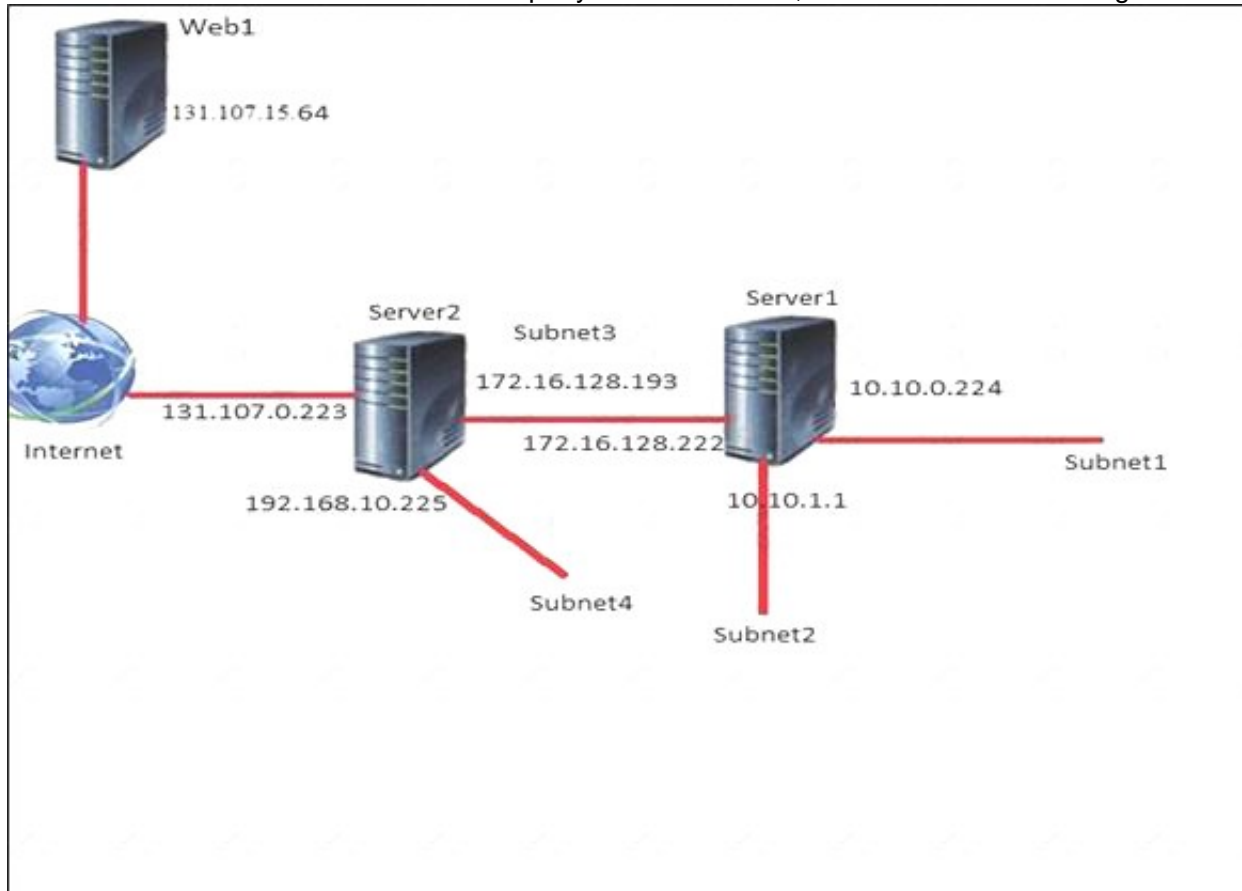 Web1
131.107.15.64
Server2
Server1
Subnet3
172.16.128.193
10.10.0.224
131.107.0.223
172.16.128.222
Internet
Subnet1
192.168.10.225
10.10.1.1
Subnet4
Subnet2